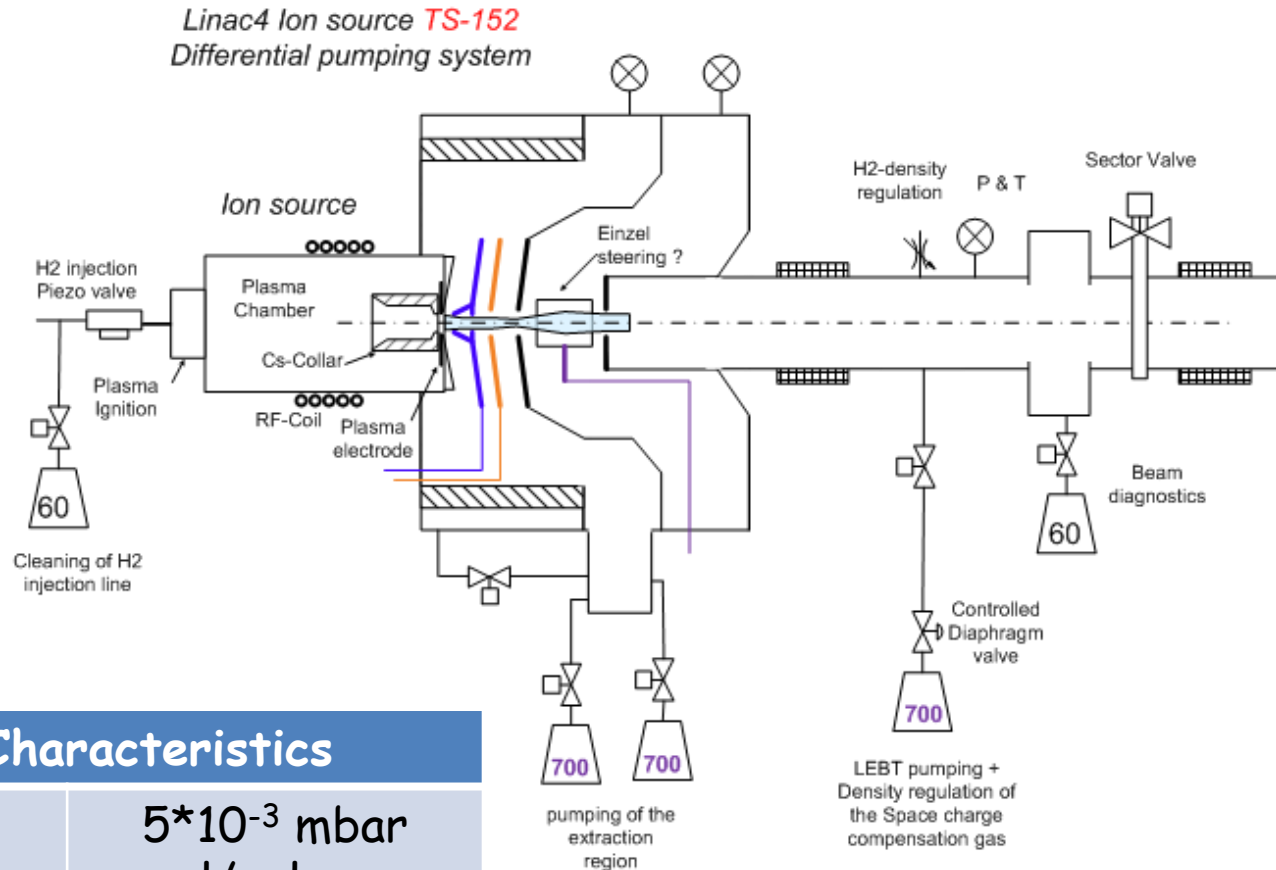 Linac4 Ion source TS-152
Differential pumping system
Ion source
H2 injection
Piezo valve
Plasma
Chamber
Cs-Collar
Plasma
Ignition
RF-Coil
Plasma
electrode
Einzel
steering ?
H2-density
regulation
P & T
Sector Valve
60
Cleaning of H2
injection line
700
700
pumping of the
extraction
region
Controlled
Diaphragm
valve
700
LEBT pumping +
Density regulation of
the Space charge
compensation gas
60
Beam
diagnostics
Characteristics
5*10-3 mbar